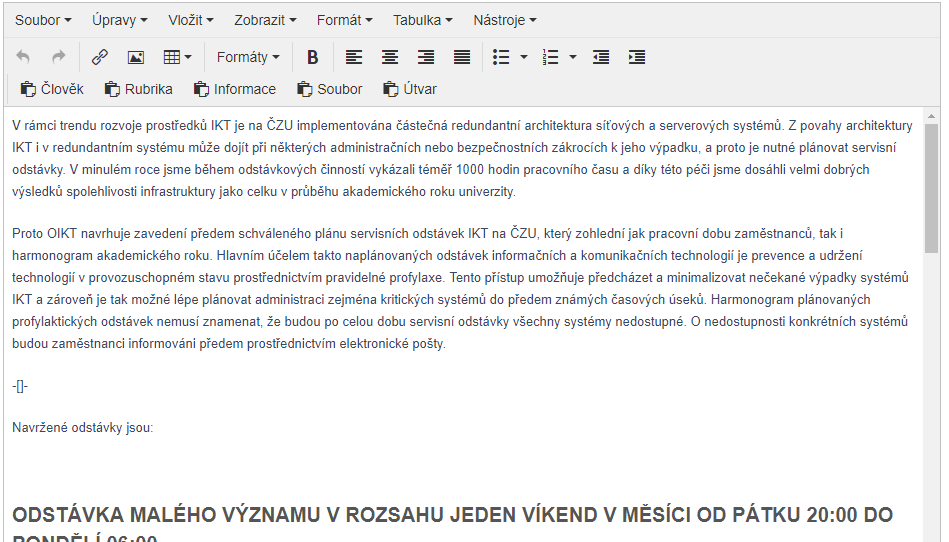 Soubor Úpravy Vložit Zobrazit Formát Tabulka Nástroje
Formáty B
Člověk Rubrika Informace Soubor Útvar
V rámci trendu rozvoje prostředků IKT je na ČZU implementována částečná redundantní architektura síťových a serverových systémů. Z povahy architektury
IKT i v redundantním systému může dojít při některých administračních nebo bezpečnostních zákrocích k jeho výpadku, a proto je nutné plánovat servisní
odstávky. V minulém roce jsme během odstávkových činností vykázali téměř 1000 hodin pracovního času a díky této péči jsme dosáhli velmi dobrých
výsledků spolehlivosti infrastruktury jako celku v průběhu akademického roku univerzity.
Proto OIKT navrhuje zavedení předem schváleného plánu servisních odstávek IKT na ČZU, který zohlední jak pracovní dobu zaměstnanců, tak i
harmonogram akademického roku. Hlavním účelem takto naplánovaných odstávek informačních a komunikačních technologií je prevence a udržení
technologií v provozuschopném stavu prostřednictvím pravidelné profylaxe. Tento přístup umožňuje předcházet a minimalizovat nečekané výpadky systémů
IKT a zároveň je tak možné lépe plánovat administraci zejména kritických systémů do předem známých časových úseků. Harmonogram plánovaných
profylaktických odstávek nemusí znamenat, že budou po celou dobu servisní odstávky všechny systémy nedostupné. O nedostupnosti konkrétních systémů
budou zaměstnanci informováni předem prostřednictvím elektronické pošty.
-[]-
Navržené odstávky jsou:
ODSTÁVKA MALÉHO VÝZNAMU V ROZSAHU JEDEN VÍKEND V MĚSÍCI OD PÁTKU 20:00 DO
PONDĚLÍ 06:00